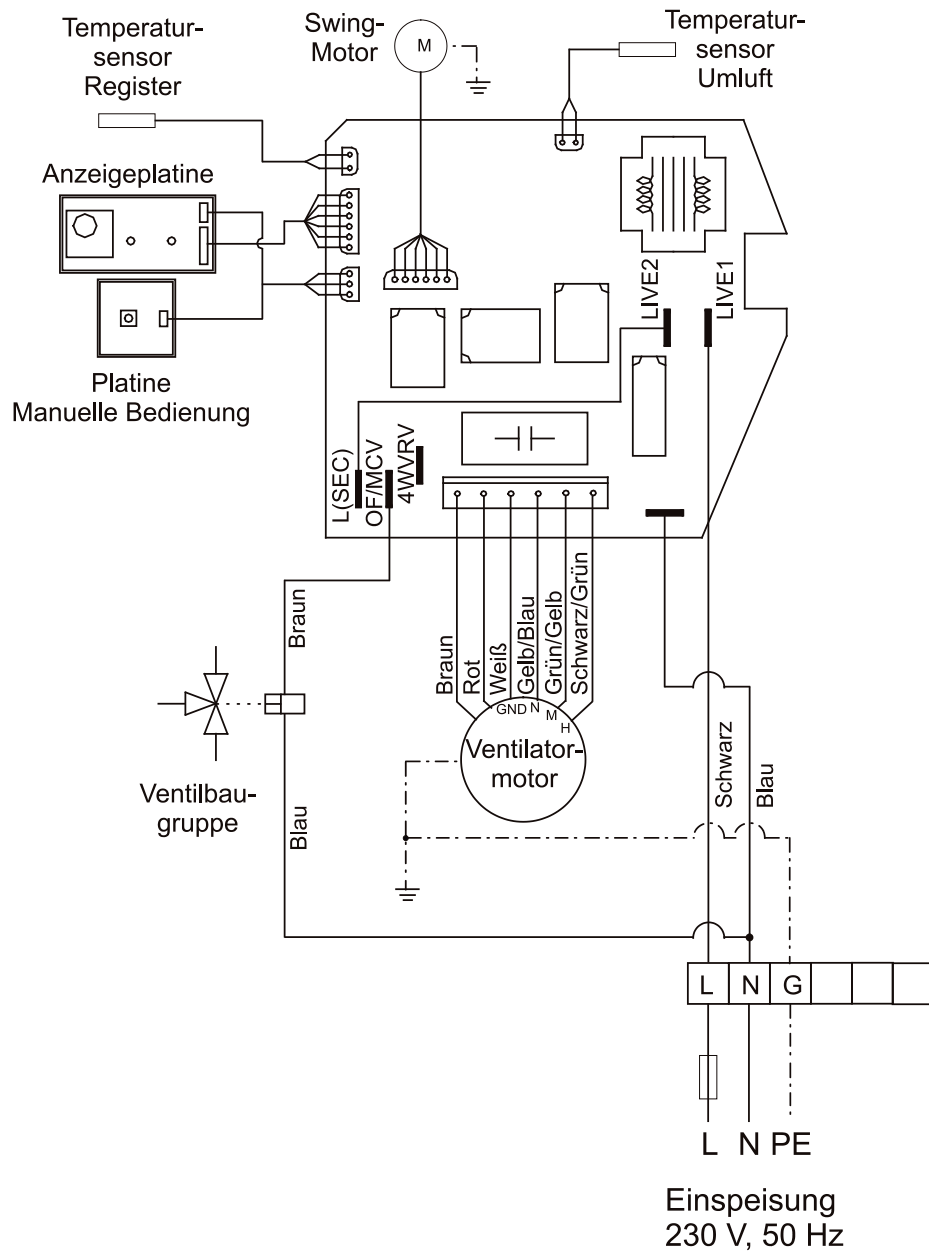 Temperatur-
sensor
Register
Swing-
Motor
M
Temperatur-
sensor
Umluft
Anzeigeplatine
Platine
Manuelle Bedienung
LIVE2
LIVE1
L(SEC)
OF/MCV
4WVRV
Braun
Blau
Ventilbau-
gruppe
Braun
Rot
Weiß
Gelb/Blau
Grün/Gelb
Schwarz/Grün
GND
N
M
H
Ventilator-
motor
Schwarz
Blau
L
N
G
L N PE
Einspeisung
230 V, 50 Hz